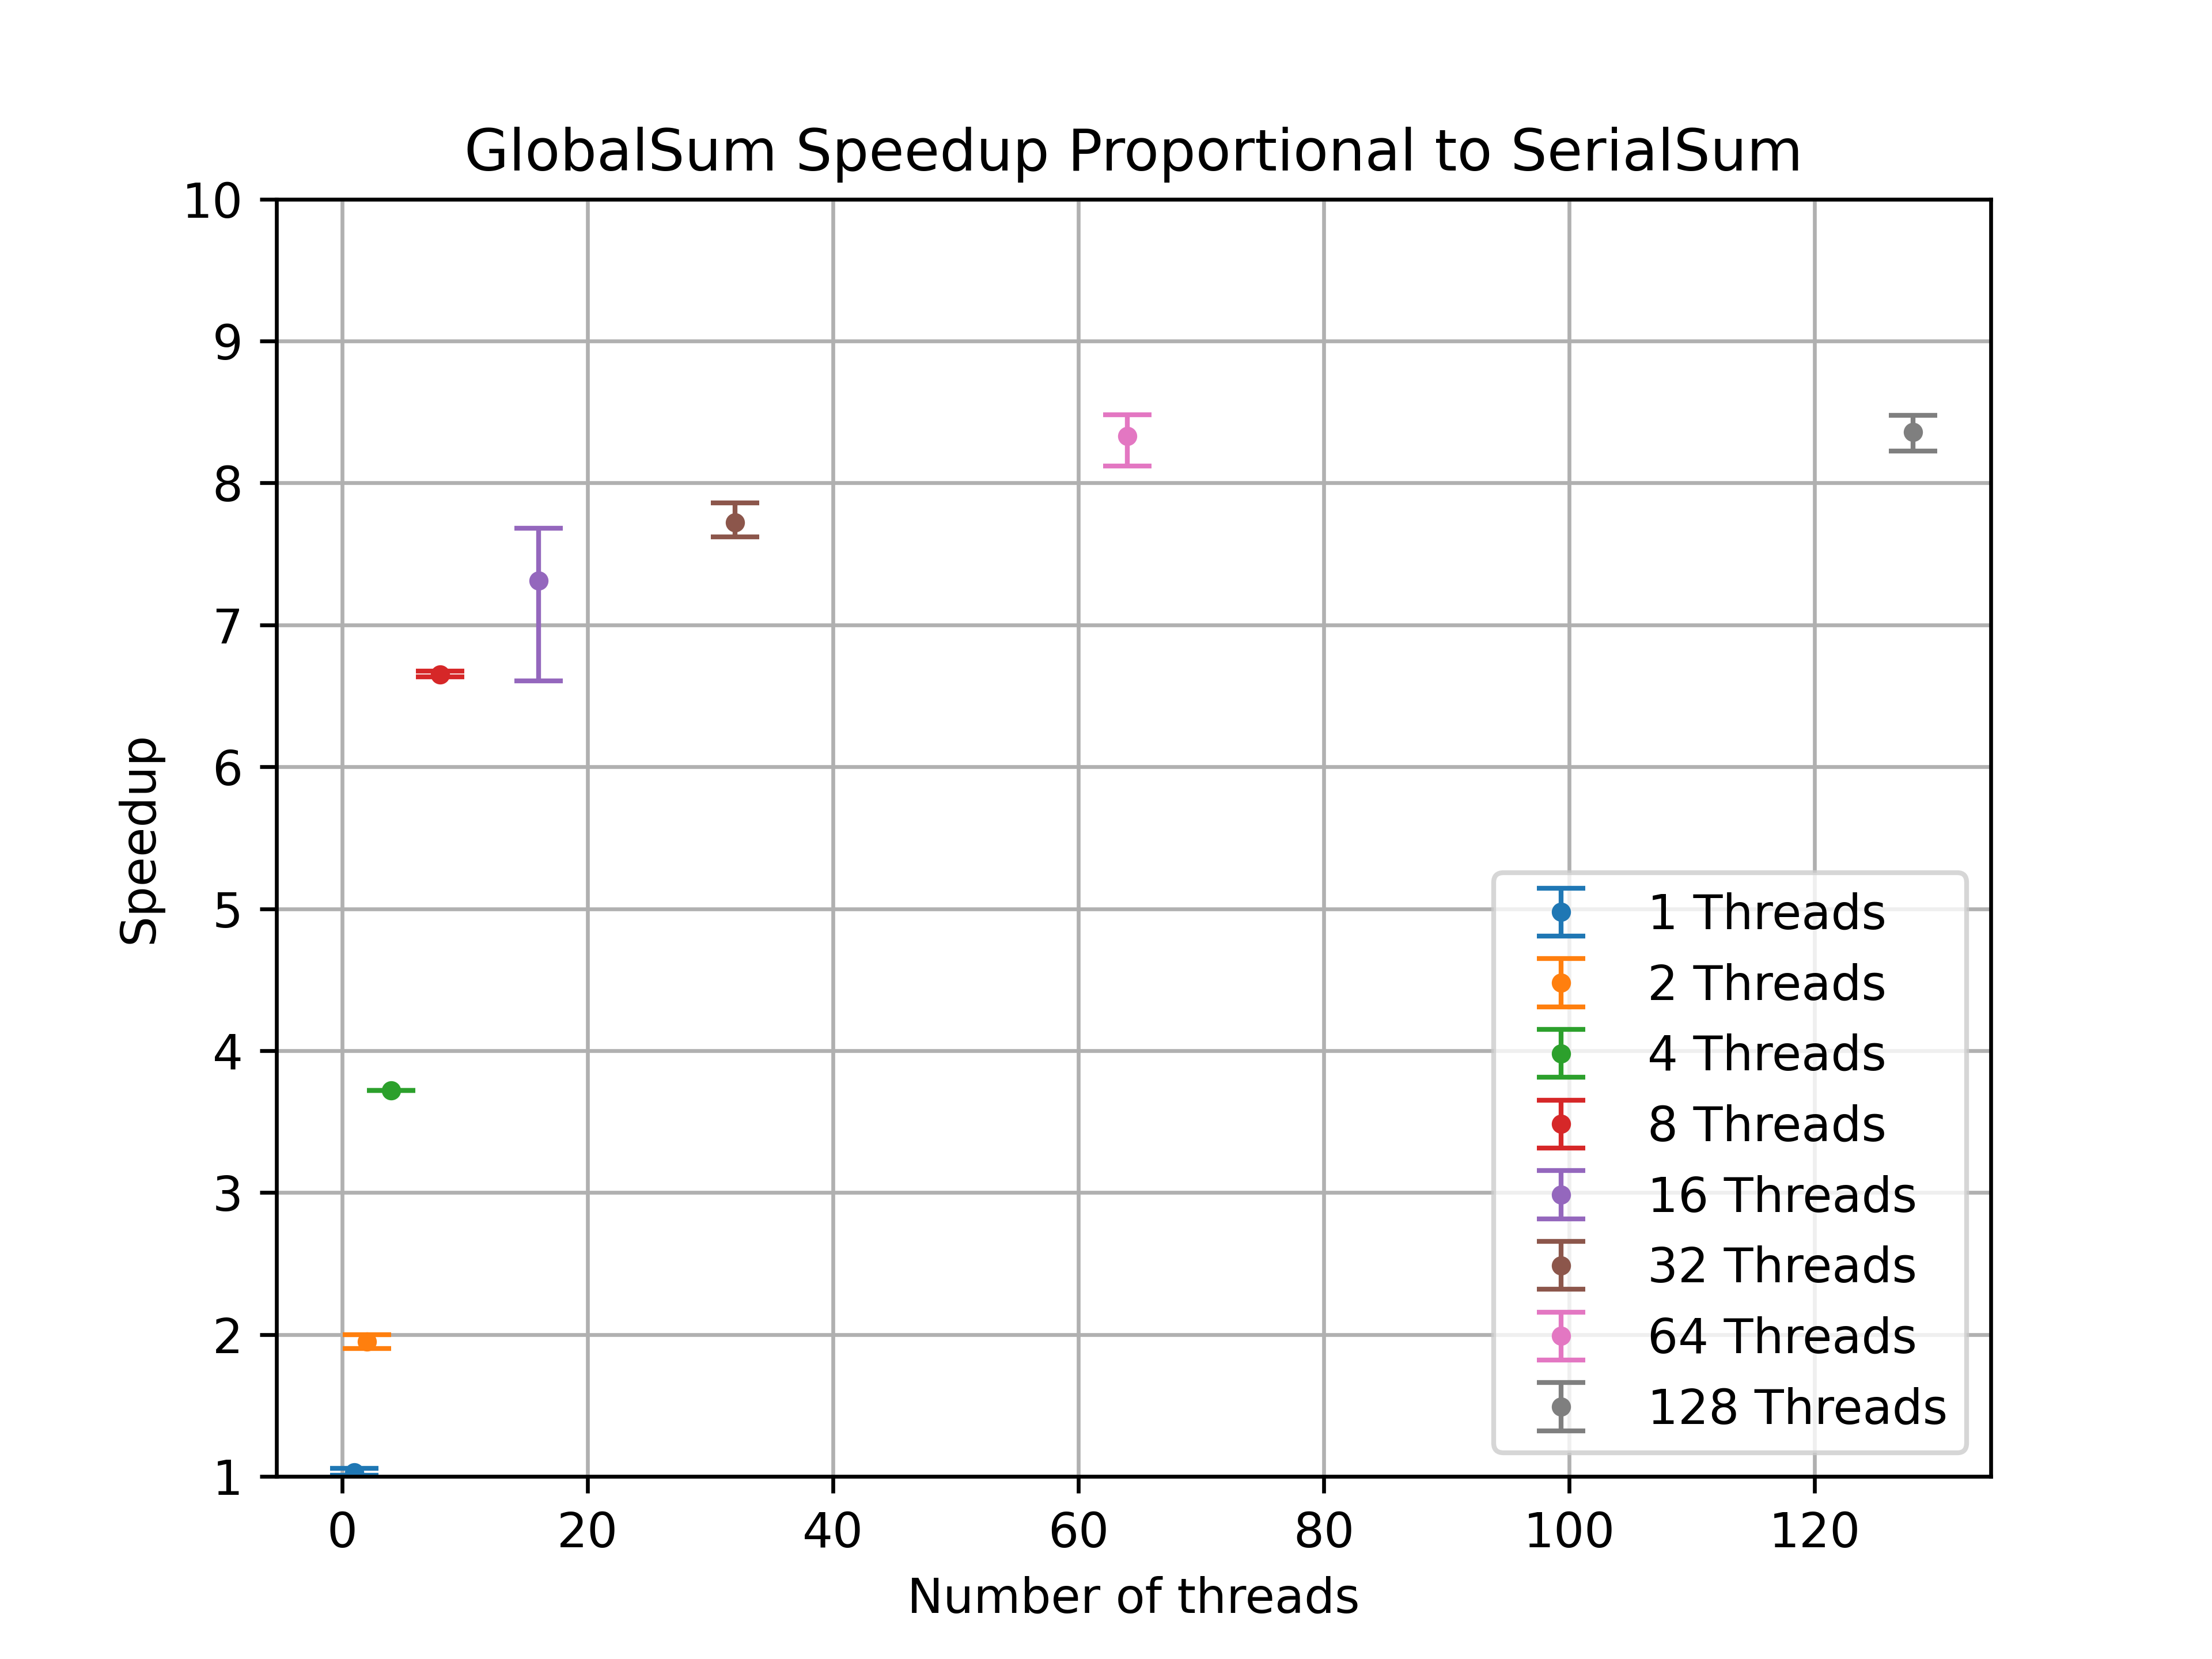 GlobalSum Speedup Proportional to SerialSum
10
9
8
7
6
5
4
3
2
1
Speedup
0 20 40 60 80 100 120
Number of threads
1 Threads
2 Threads
4 Threads
8 Threads
16 Threads
32 Threads
64 Threads
128 Threads